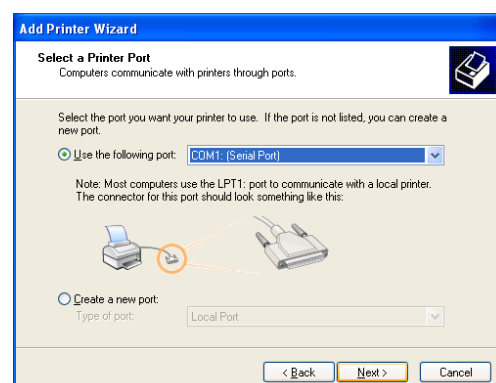 Add Printer Wizard
Select a Printer Port
Computers communicate with printers through ports.
Select the port you want your printer to use. If the port is not listed, you can create a
new port.
Use the following port:
COM1: (Serial Port)
Note: Most computers use the LPT1: port to communicate with a local printer.
The connector for this port should look something like this:
Create a new port:
Type of port:
Local Port
< Back
Next >
Cancel